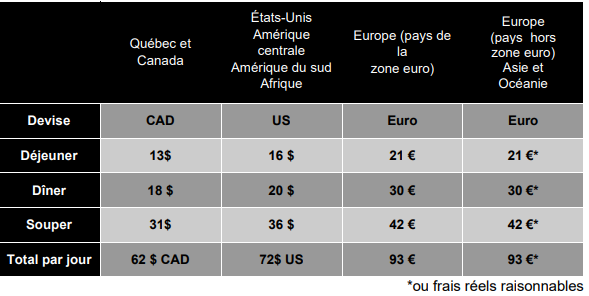 Québec et
Canada
États-Unis
Amérique
centrale
Amérique du sud
Afrique
Europe (pays de
la
zone euro)
Europe
(pays hors
zone euro)
Asie et
Océanie
Devise CAD US Euro Euro
Déjeuner 13$ 16 $ 21 € 21 €*
Dîner 18 $ 20 $ 30 € 30 €*
Souper 31$ 36 $ 42 € 42 €*
Total par jour 62 $ CAD 72$ US 93 € 93 €*
*ou frais réels raisonnables